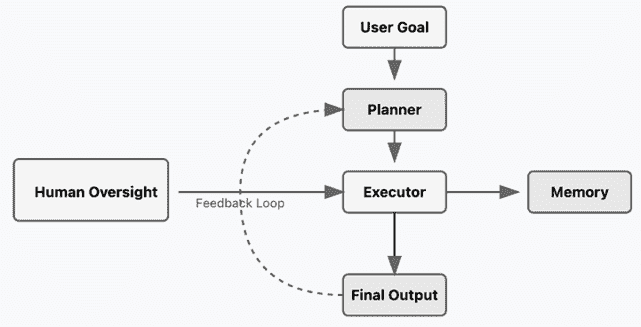 User Goal
Planner
Human Oversight
Feedback Loop
Executor
Memory
Final Output